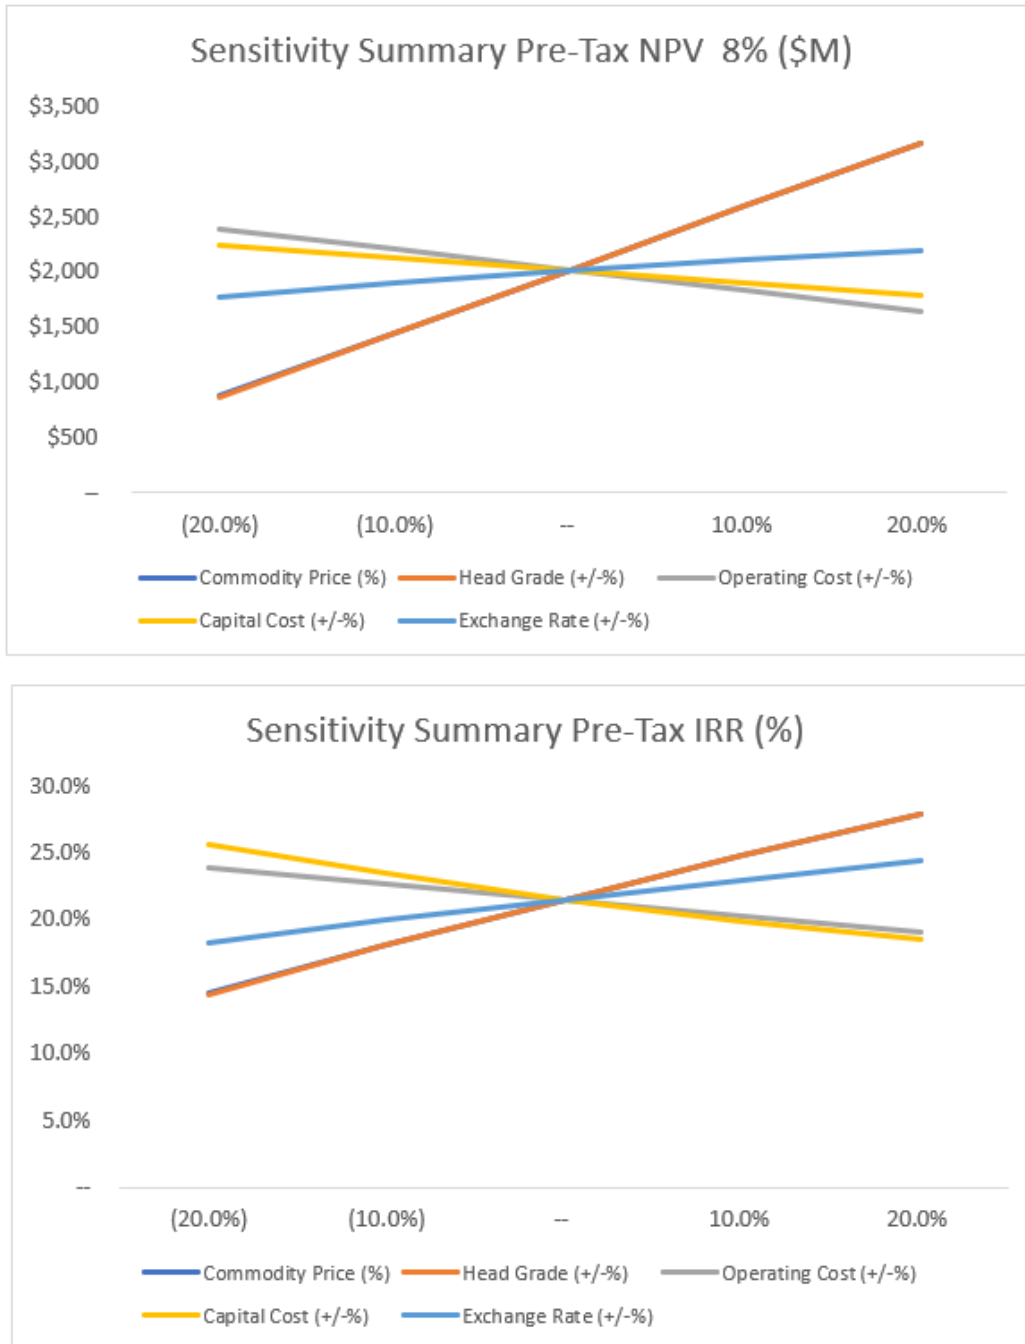 Sensitivity Summary Pre-Tax NPV 8% ($M)
$3,500
$3,000
$2,500
$2,000
$1,500
$1,000
$500
–
(20.0%) (10.0%) -- 10.0% 20.0%
Commodity Price (%) Head Grade (+/-%) Operating Cost (+/-%)
Capital Cost (+/-%) Exchange Rate (+/-%)
Sensitivity Summary Pre-Tax IRR (%)
30.0%
25.0%
20.0%
15.0%
10.0%
5.0%
--
(20.0%) (10.0%) -- 10.0% 20.0%
Commodity Price (%) Head Grade (+/-%) Operating Cost (+/-%)
Capital Cost (+/-%) Exchange Rate (+/-%)